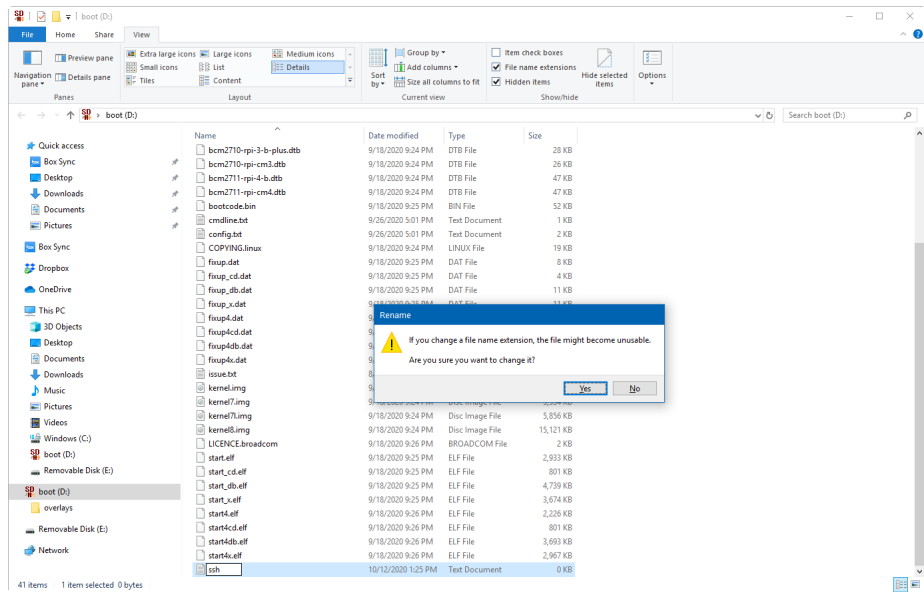 boot (D:)
File Home Share View
Navigation pane
Preview pane
Details pane
Panes
Extra large icons Large icons Medium icons
Small icons List Details
Tiles Content
Layout
Sort by
Group by
Add columns
Size all columns to fit
Current view
Item check boxes
File name extensions
Hidden items
Hide selected items
Show/hide
Options
boot (D:)
Search boot (D:)
Quick access
Box Sync
Desktop
Downloads
Documents
Pictures
Box Sync
Dropbox
OneDrive
This PC
3D Objects
Desktop
Documents
Downloads
Music
Pictures
Videos
Windows (C:)
boot (D:)
Removable Disk (E:)
boot (D:)
overlays
Removable Disk (E:)
Network
Name Date modified Type Size
bcm2710-rpi-3-b-plus.dtb 9/18/2020 9:24 PM DTB File 28 KB
bcm2710-rpi-cm3.dtb 9/18/2020 9:24 PM DTB File 26 KB
bcm2711-rpi-4-b.dtb 9/18/2020 9:24 PM DTB File 47 KB
bcm2711-rpi-cm4.dtb 9/18/2020 9:24 PM DTB File 47 KB
bootcode.bin 9/18/2020 9:25 PM BIN File 52 KB
cmdline.txt 9/26/2020 5:01 PM Text Document 1 KB
config.txt 9/26/2020 5:01 PM Text Document 2 KB
COPYING.linux 9/18/2020 9:24 PM LINUX File 19 KB
fixup.dat 9/18/2020 9:25 PM DAT File 8 KB
fixup_cd.dat 9/18/2020 9:25 PM DAT File 4 KB
fixup_db.dat 9/18/2020 9:25 PM DAT File 11 KB
fixup_x.dat 9/18/2020 9:25 PM DAT File 11 KB
fixup4.dat
fixup4cd.dat
fixup4db.dat
fixup4x.dat
issue.txt
kernel.img
kernel7.img
kernel7l.img 9/18/2020 9:24 PM Disc Image File 5,856 KB
kernel8.img 9/18/2020 9:24 PM Disc Image File 15,121 KB
LICENCE.broadcom 9/18/2020 9:26 PM BROADCOM File 2 KB
start.elf 9/18/2020 9:25 PM ELF File 2,933 KB
start_cd.elf 9/18/2020 9:25 PM ELF File 801 KB
start_db.elf 9/18/2020 9:25 PM ELF File 4,739 KB
start_x.elf 9/18/2020 9:25 PM ELF File 3,674 KB
start4.elf 9/18/2020 9:26 PM ELF File 2,226 KB
start4cd.elf 9/18/2020 9:26 PM ELF File 801 KB
start4db.elf 9/18/2020 9:26 PM ELF File 3,693 KB
start4x.elf 9/18/2020 9:26 PM ELF File 2,967 KB
ssh 10/12/2020 1:25 PM Text Document 0 KB
Rename
If you change a file name extension, the file might become unusable.
Are you sure you want to change it?
Yes No
41 items 1 item selected 0 bytes